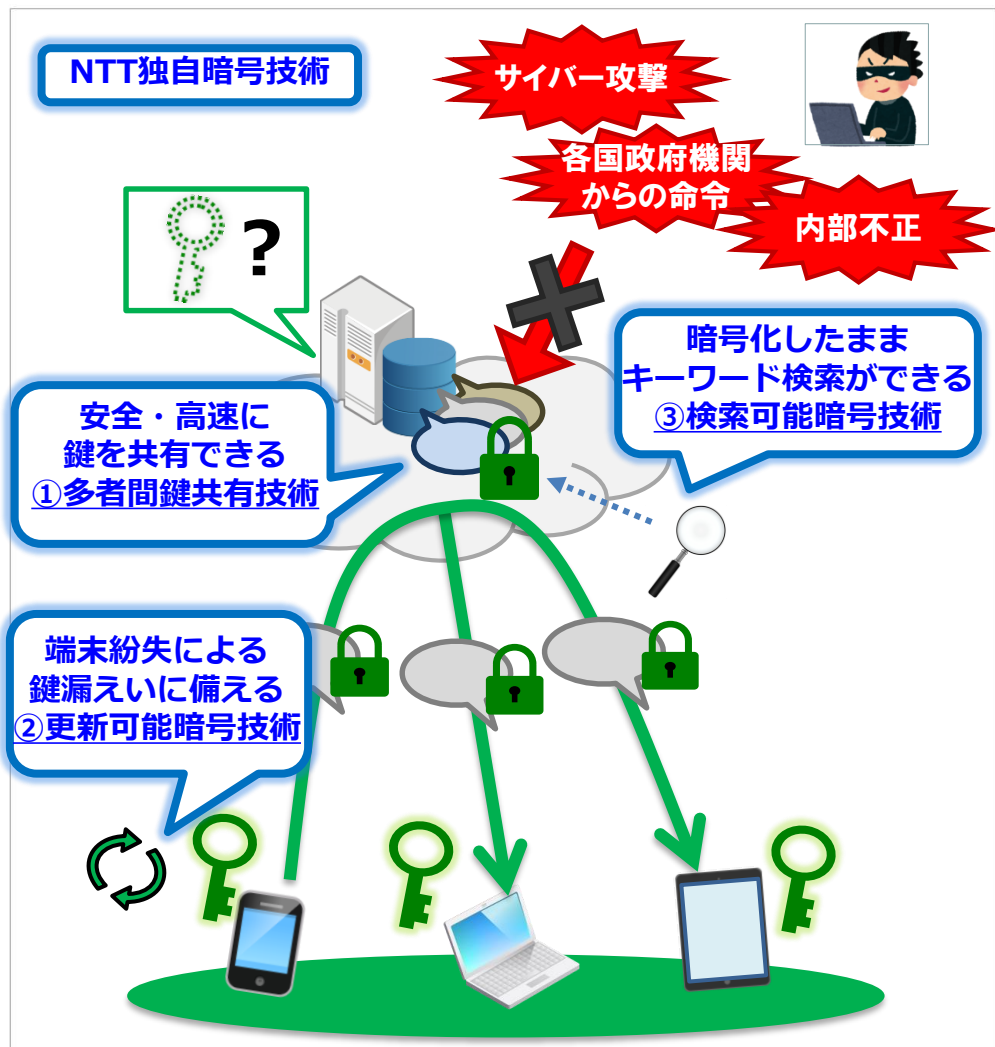 NTT独自暗号技術
サイバー攻撃
各国政府機関
からの命令
内部不正
?
暗号化したまま
キーワード検索ができる
③検索可能暗号技術
安全・高速に
鍵を共有できる
①多者間鍵共有技術
端末紛失による
鍵漏えいに備える
②更新可能暗号技術